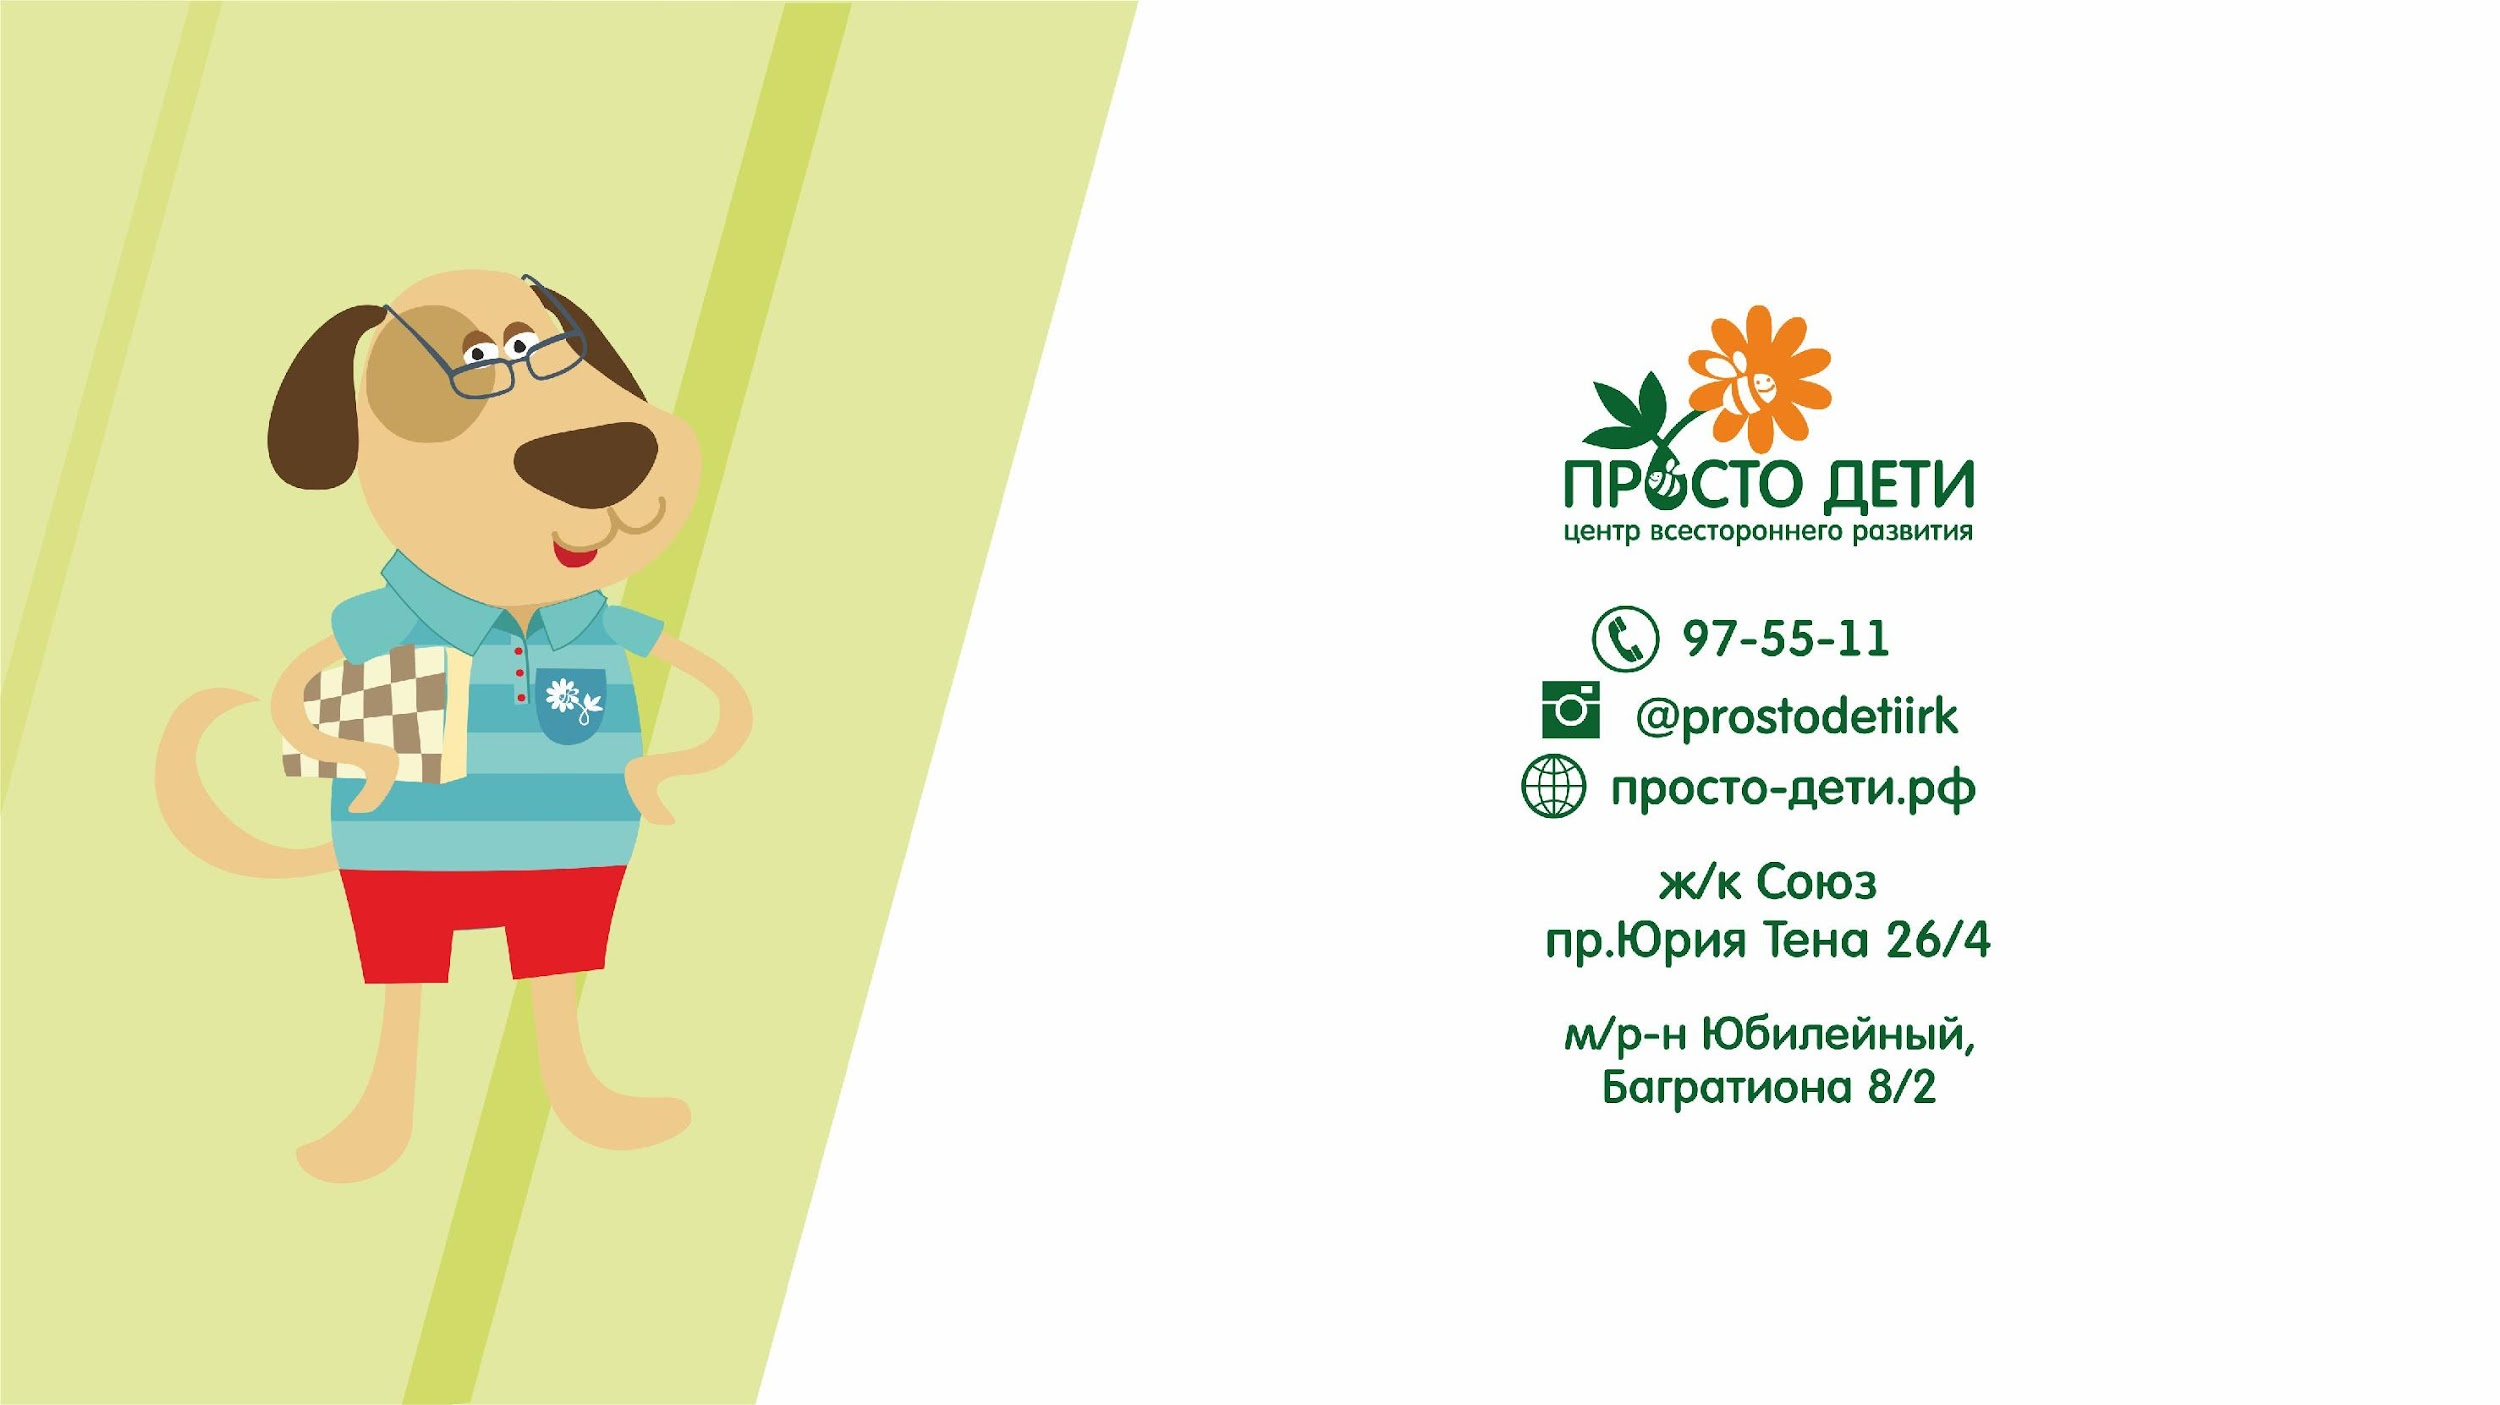 ПРОСТО ДЕТИ
центр всестороннего развития
97-55-11
@prostodetiirk
просто-дети.рф
ж/к Союз
пр.Юрия Тена 26/4
м/р-н Юбилейный,
Багратиона 8/2